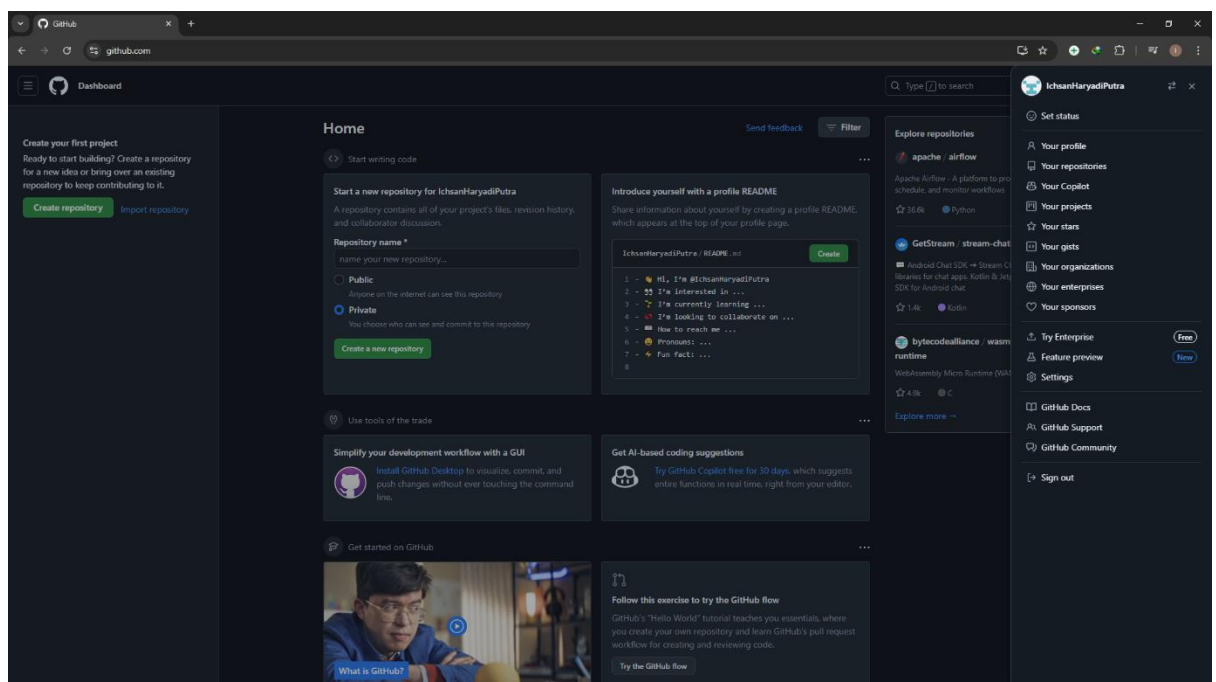 GitHub
github.com
Dashboard
Type / to search
Create your first project
Ready to start building? Create a repository
for a new idea or bring over an existing
repository to keep contributing to it.
Create repository
Import repository
Home
Send feedback
Filter
Start writing code
Start a new repository for IchsanHaryadiPutra
A repository contains all of your project's files, revision history,
and collaborator discussion.
Repository name *
name your new repository...
Public
Anyone on the internet can see this repository
Private
You choose who can see and commit to this repository
Create a new repository
Introduce yourself with a profile README
Share information about yourself by creating a profile README,
which appears at the top of your profile page.
IchsanHaryadiPutra / README.md
Create
1 - 👋 Hi, I'm @IchsanHaryadiPutra
2 - 👀 I'm interested in ...
3 - 🌱 I'm currently learning ...
4 - 💞️ I'm looking to collaborate on ...
5 - 📫 How to reach me ...
6 - 😄 Pronouns: ...
7 - ⚡ Fun fact: ...
8
Use tools of the trade
Simplify your development workflow with a GUI
Install GitHub Desktop to visualize, commit, and
push changes without ever touching the command
line.
Get AI-based coding suggestions
Try GitHub Copilot free for 30 days, which suggests
entire functions in real time, right from your editor.
Get started on GitHub
What is GitHub?
Follow this exercise to try the GitHub flow
GitHub's "Hello World" tutorial teaches you essentials, where
you create your own repository and learn GitHub's pull request
workflow for creating and reviewing code.
Try the GitHub flow
Explore repositories
apache / airflow
Apache Airflow - A platform to pro
schedule, and monitor workflows
36.6k Python
GetStream / stream-chat
Android Chat SDK ➜ Stream C
libraries for chat apps. Kotlin & Jet
SDK for Android chat
1.4k Kotlin
bytecodealliance / wasm
runtime
WebAssembly Micro Runtime (WA
4.9k C
Explore more →
IchsanHaryadiPutra
Set status
Your profile
Your repositories
Your Copilot
Your projects
Your stars
Your gists
Your organizations
Your enterprises
Your sponsors
Try Enterprise Free
Feature preview New
Settings
GitHub Docs
GitHub Support
GitHub Community
Sign out